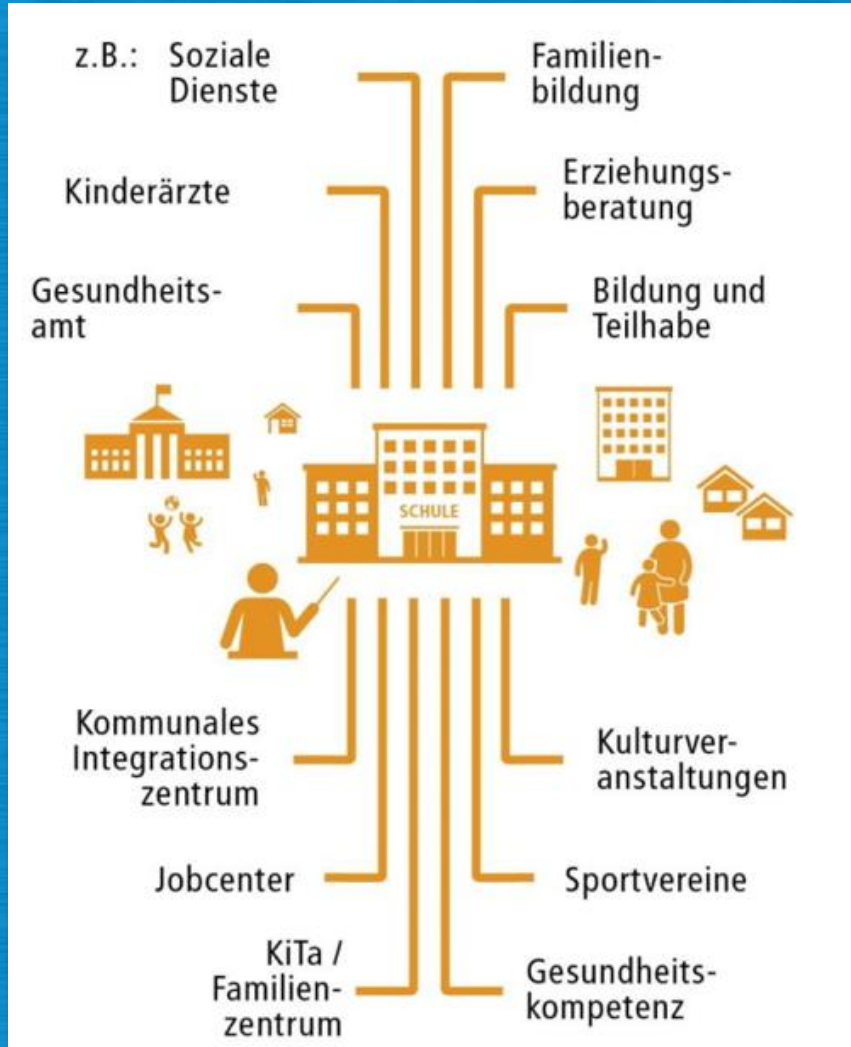 z.B.: Soziale
Dienste
Familien-
bildung
Kinderärzte
Erziehungs-
beratung
Gesundheits-
amt
Bildung und
Teilhabe
SCHULE
Kommunales
Integrations-
zentrum
Kulturver-
anstaltungen
Jobcenter
Sportvereine
KiTa /
Familien-
zentrum
Gesundheits-
kompetenz